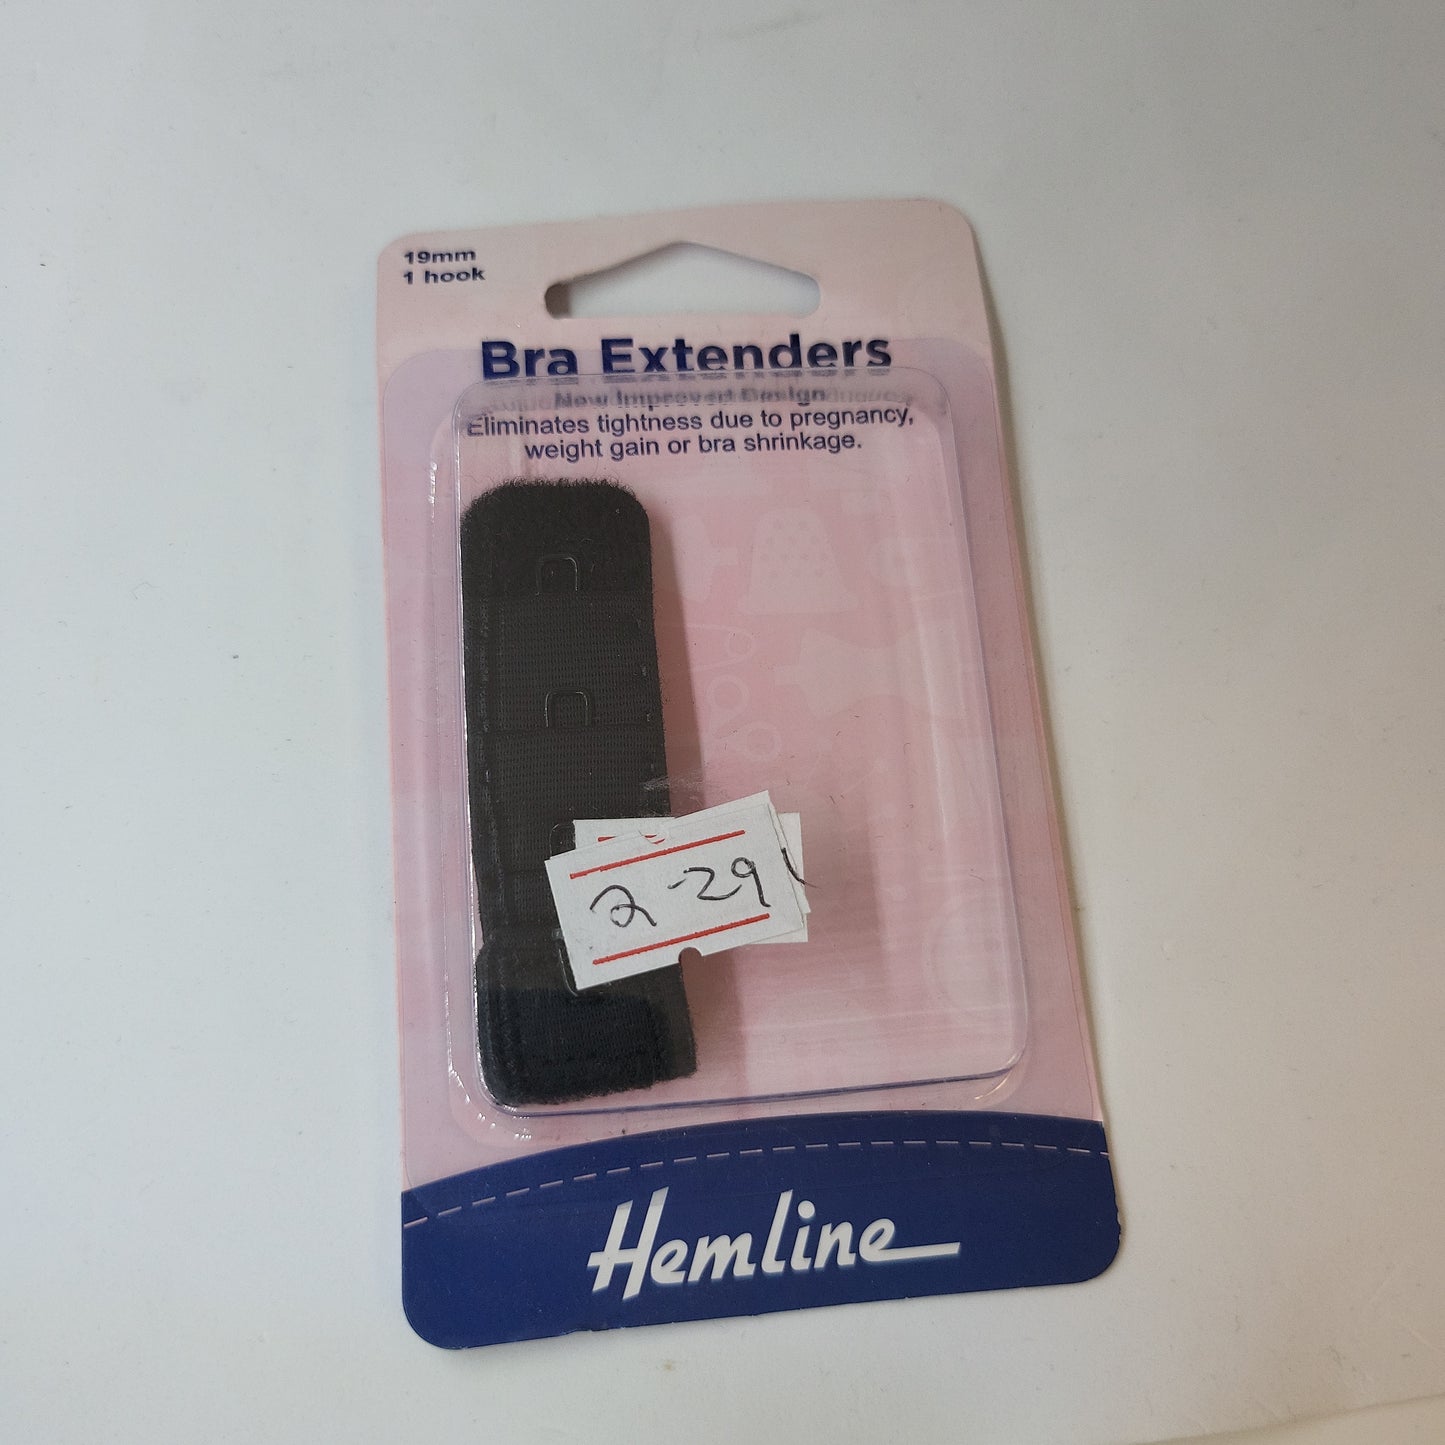 19mm
1 hook
Bra Extenders
New Improved Design
Eliminates tightness due to pregnancy,
weight gain or bra shrinkage.
2-29
Hemline